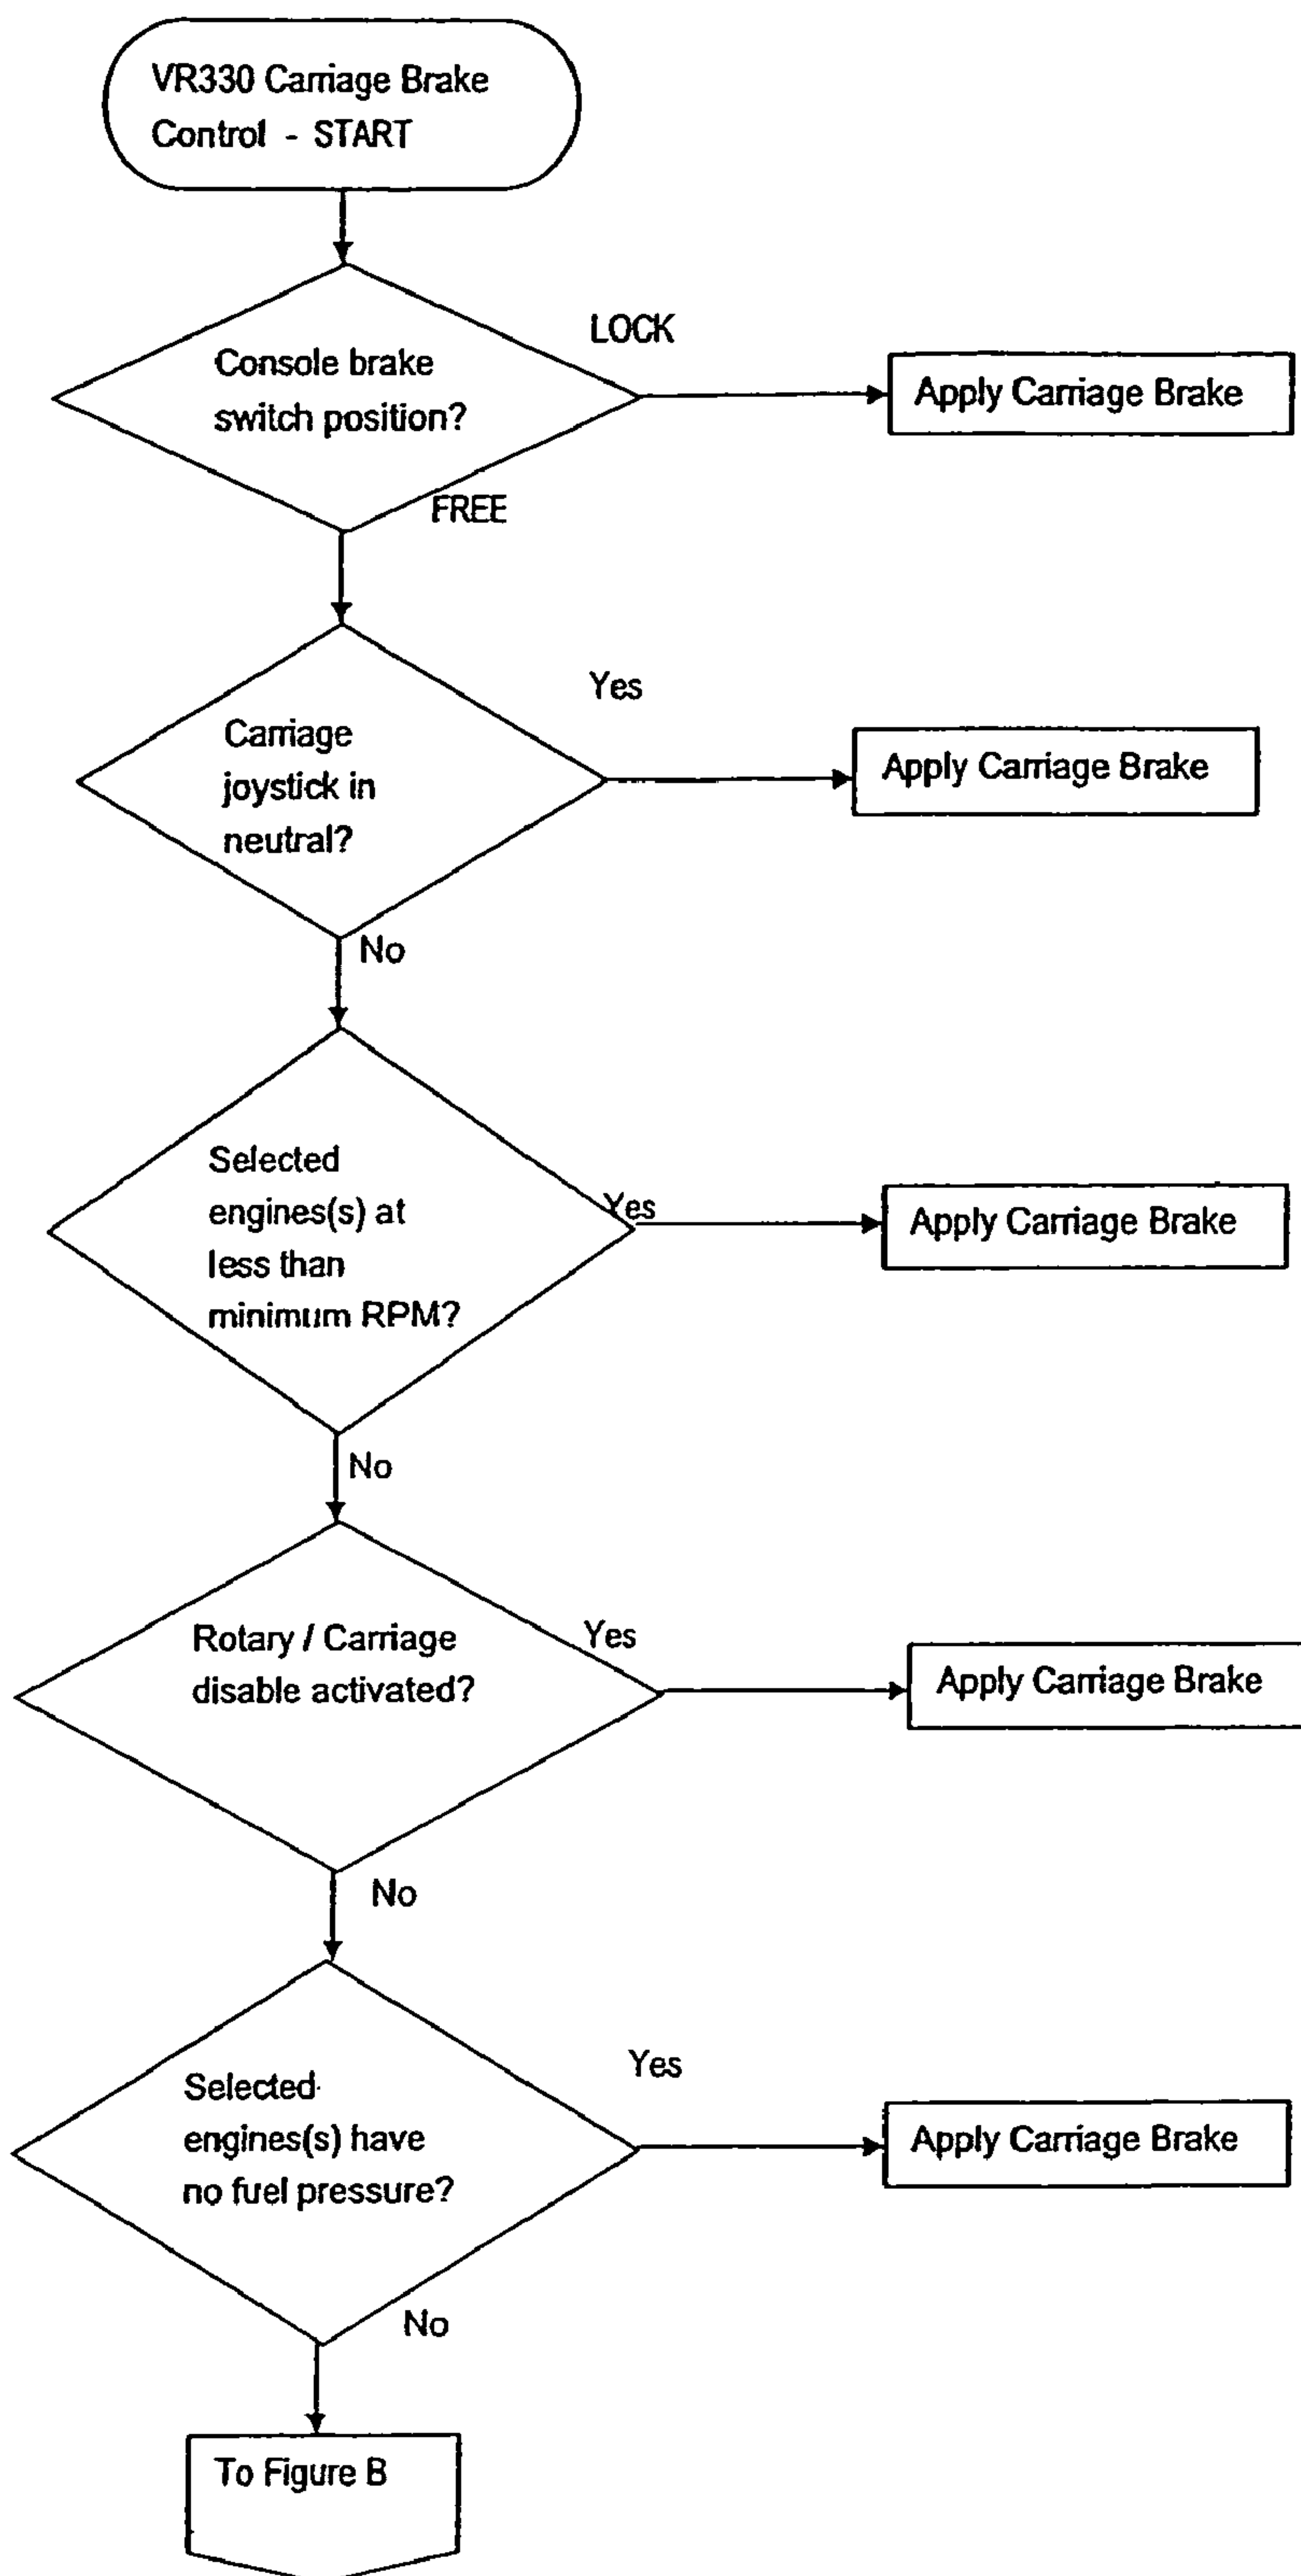 VR330 Carriage Brake
Control - START
LOCK
Console brake
switch position?
Apply Carriage Brake
FREE
Yes
Carriage
joystick in
neutral?
Apply Carriage Brake
No
Selected
engines(s) at
less than
minimum RPM?
Yes
Apply Carriage Brake
No
Rotary / Carriage
disable activated?
Yes
Apply Carriage Brake
No
Yes
Selected
engines(s) have
no fuel pressure?
Apply Carriage Brake
No
To Figure B